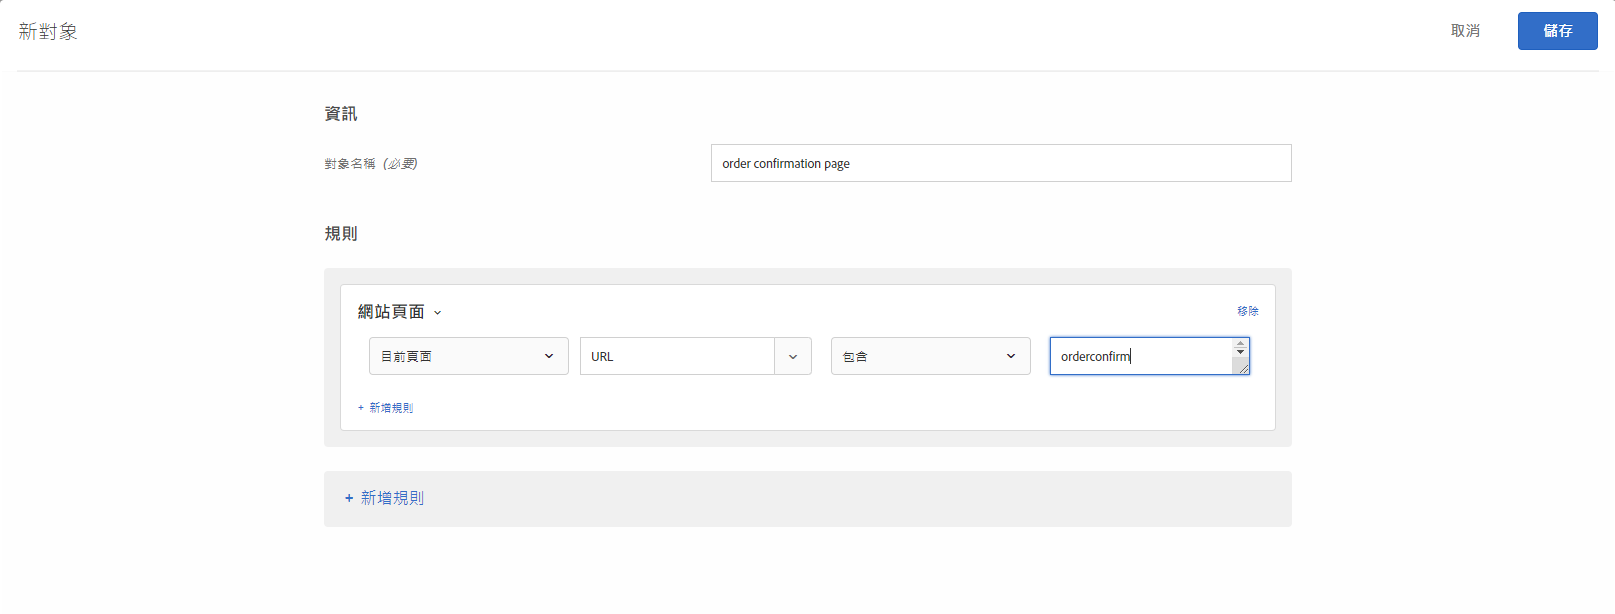 新對象
取消
儲存
資訊
對象名稱 (必要)
order confirmation page
規則
網站頁面
移除
目前頁面
URL
包含
orderconfirm
+ 新增規則
+ 新增規則